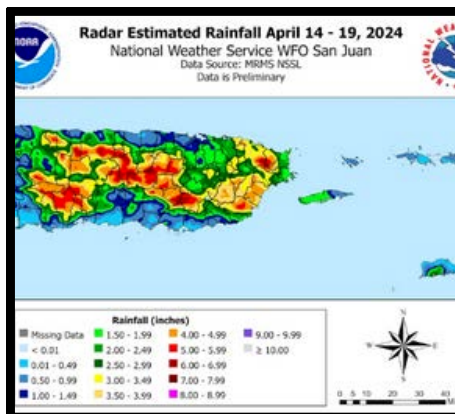 NOAA
Radar Estimated Rainfall April 14 - 19, 2024
National Weather Service WFO San Juan
Data Source: MRMS NSSL
Data is Preliminary
Rainfall (inches)
Missing Data
< 0.01
0.01 - 0.49
0.50 - 0.99
1.00 - 1.49
1.50 - 1.99
2.00 - 2.49
2.50 - 2.99
3.00 - 3.49
3.50 - 3.99
4.00 - 4.99
5.00 - 5.99
6.00 - 6.99
7.00 - 7.99
8.00 - 8.99
9.00 - 9.99
≥ 10.00
N
W E
S
0 5 10 20 30 40